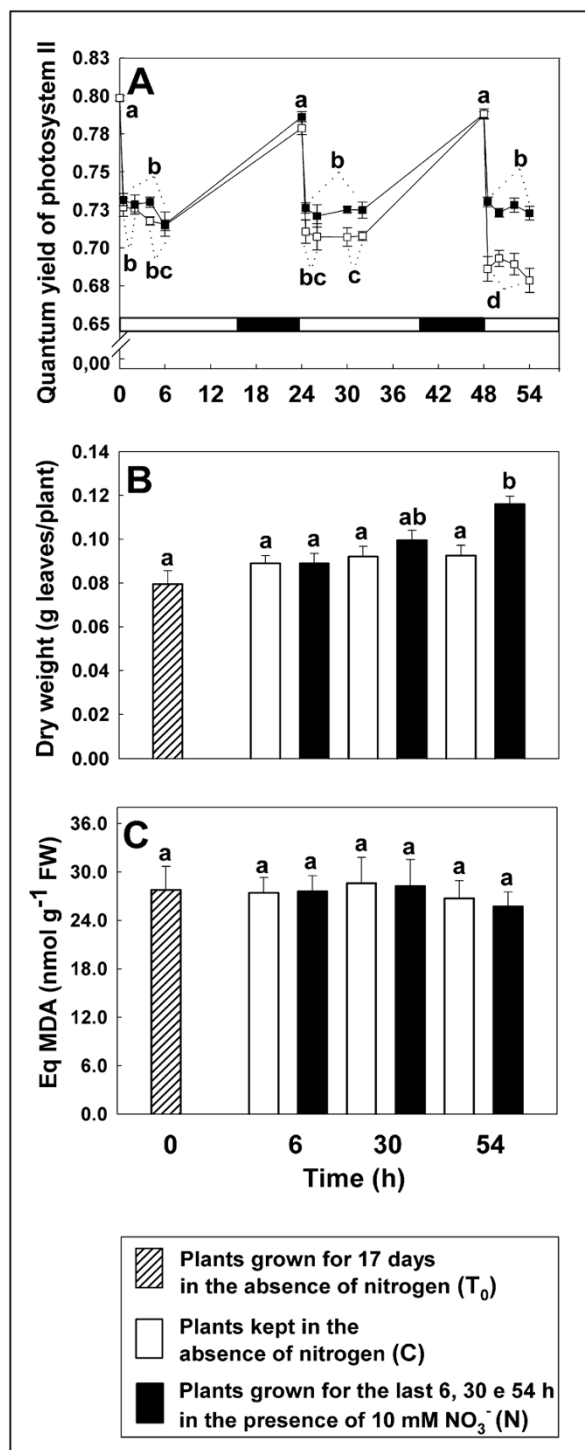 A
Quantum yield of photosystem II
0.83
0.80
0.78
0.75
0.73
0.70
0.68
0.65
0,00
a
a
a
b
b
b
b
bc
bc
c
d
0 6 12 18 24 30 36 42 48 54
B
Dry weight (g leaves/plant)
0.14
0.12
0.10
0.08
0.06
0.04
0.02
0.00
a a a a ab a b
C
Eq MDA (nmol g⁻¹ FW)
36.0
30.0
24.0
18.0
12.0
6.0
0.0
a a a a a a a
0 6 30 54
Time (h)
Plants grown for 17 days
in the absence of nitrogen (T₀)
Plants kept in the
absence of nitrogen (C)
Plants grown for the last 6, 30 e 54 h
in the presence of 10 mM NO₃⁻ (N)